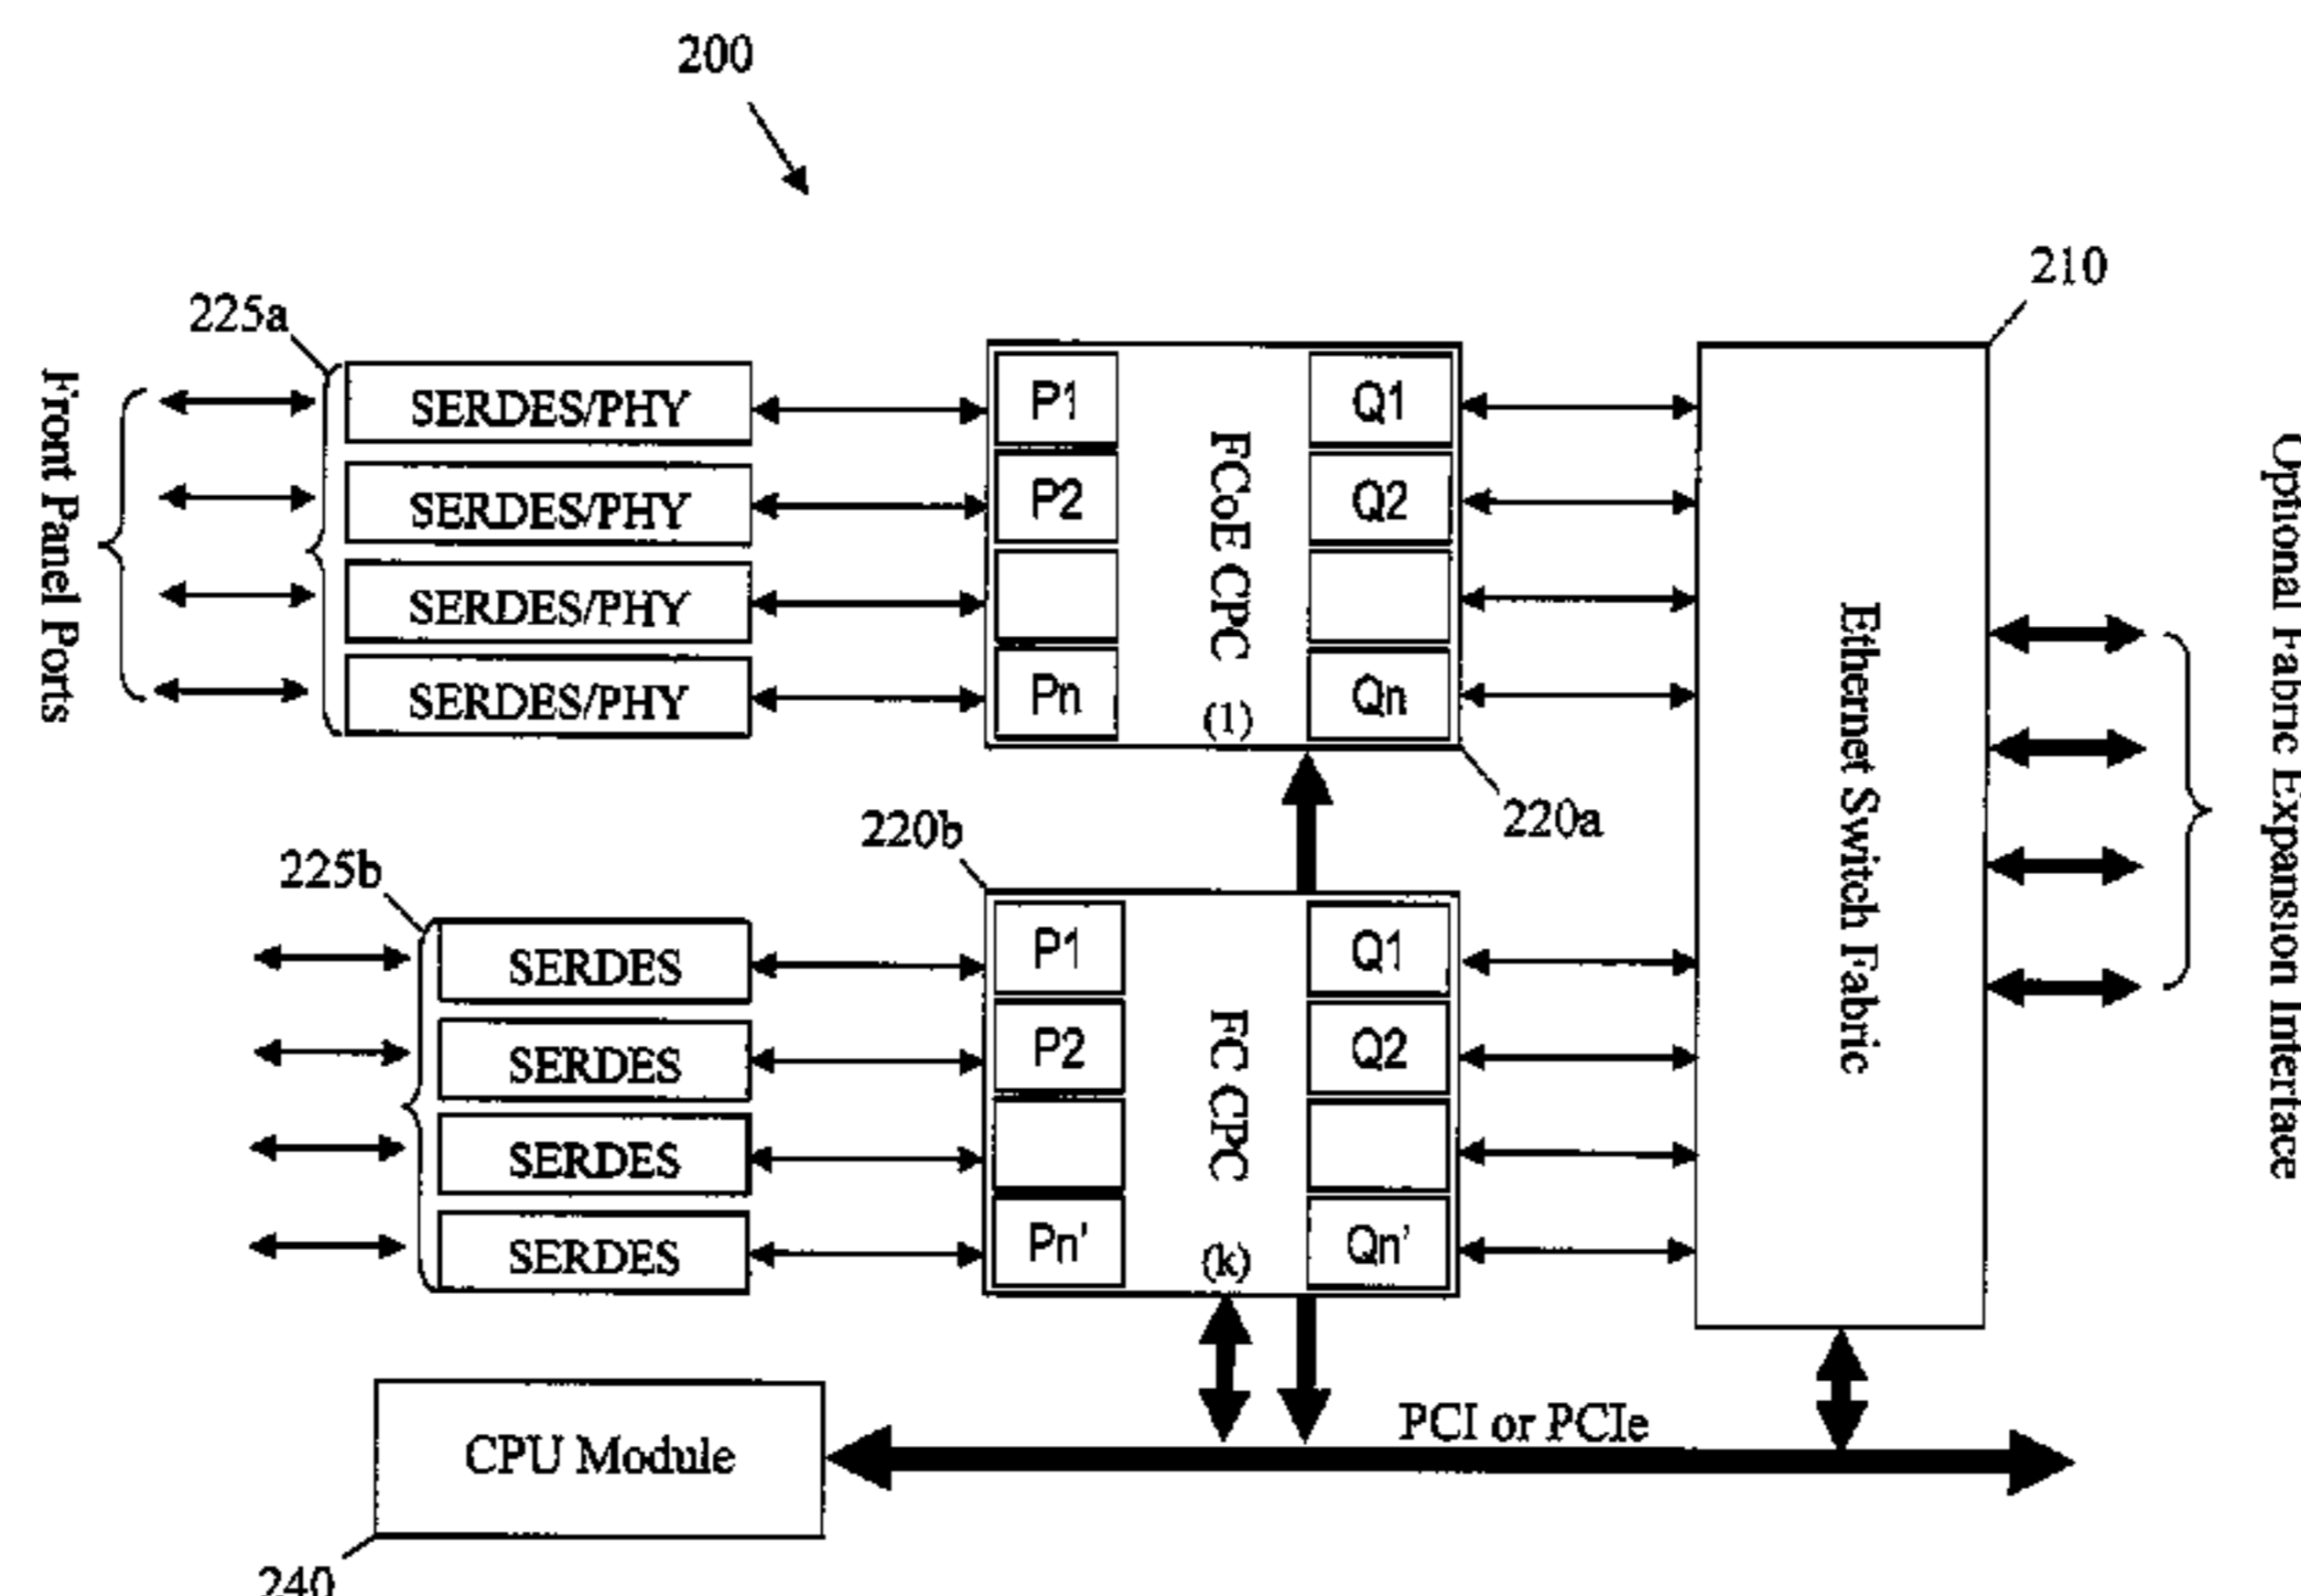 200
210
225a
Front Panel Ports
SERDES/PHY
SERDES/PHY
SERDES/PHY
SERDES/PHY
P1
P2
Pn
FCoE CPC
(1)
Q1
Q2
Qn
220a
Ethernet Switch Fabric
Optional Fabric Expansion Interface
220b
225b
SERDES
SERDES
SERDES
SERDES
P1
P2
Pn'
FC CPC
(k)
Q1
Q2
Qn'
PCI or PCIe
CPU Module
240